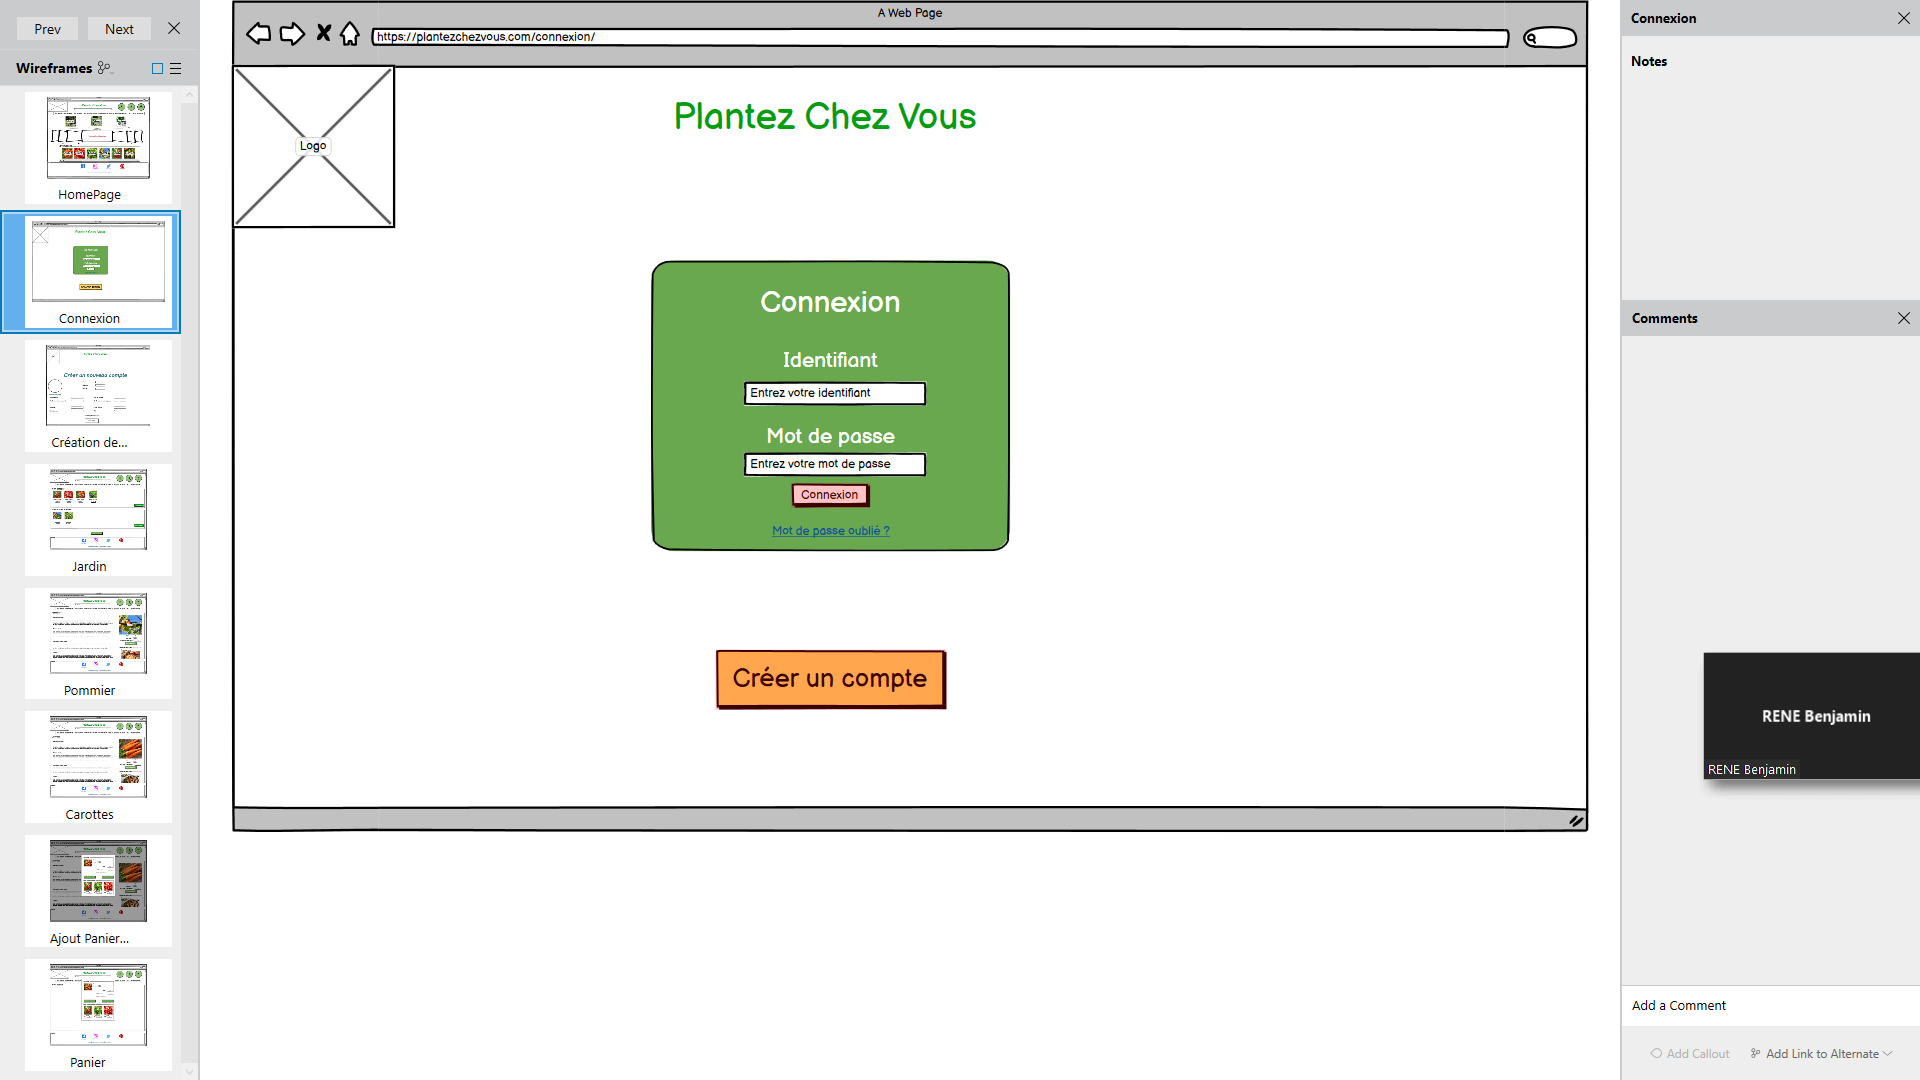 Prev
Next
Wireframes
HomePage
Connexion
Création de...
Jardin
Pommier
Carottes
Ajout Panier...
Panier
A Web Page
https://plantezchezvous.com/connexion/
Logo
Plantez Chez Vous
Connexion
Identifiant
Entrez votre identifiant
Mot de passe
Entrez votre mot de passe
Connexion
Mot de passe oublié ?
Créer un compte
Connexion
Notes
Comments
RENE Benjamin
RENE Benjamin
Add a Comment
Add Callout
Add Link to Alternate